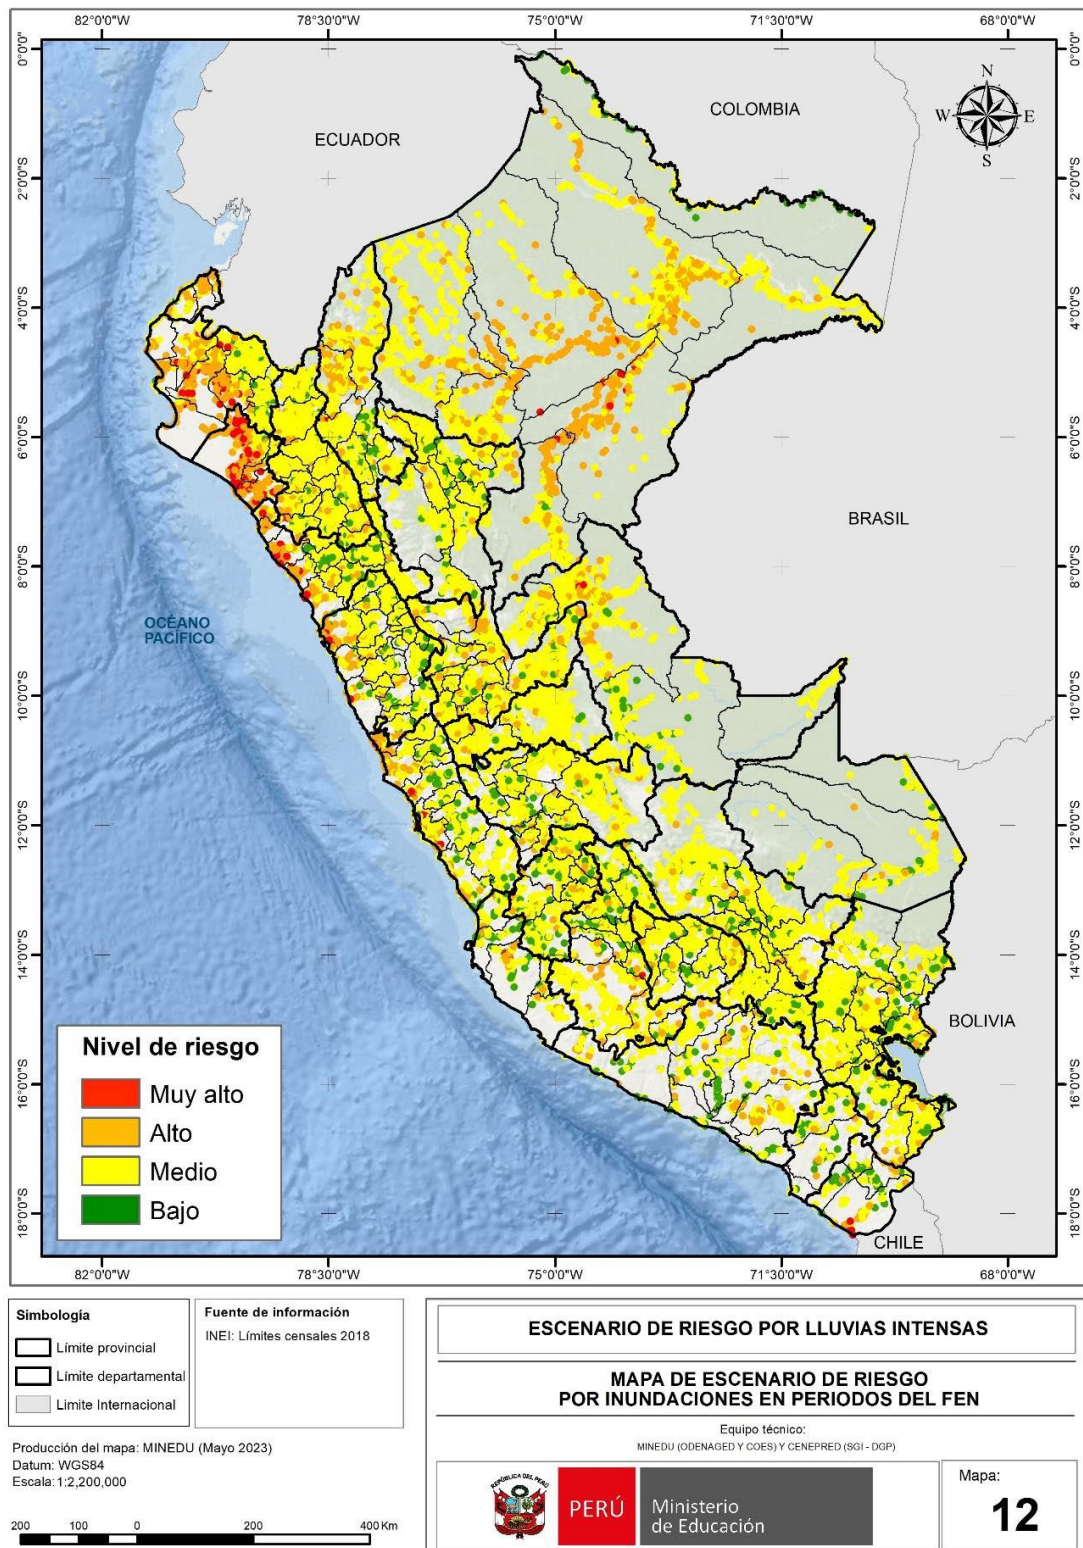 82°0'0"W
78°30'0"W
75°0'0"W
71°30'0"W
68°0'0"W
0°0'0"
2°0'0"S
4°0'0"S
6°0'0"S
8°0'0"S
10°0'0"S
12°0'0"S
14°0'0"S
16°0'0"S
18°0'0"S
0°0'0"
2°0'0"S
4°0'0"S
6°0'0"S
8°0'0"S
10°0'0"S
12°0'0"S
14°0'0"S
16°0'0"S
18°0'0"S
N
W
E
S
COLOMBIA
ECUADOR
BRASIL
OCÉANO
PACÍFICO
BOLIVIA
CHILE
Nivel de riesgo
Muy alto
Alto
Medio
Bajo
82°0'0"W
78°30'0"W
75°0'0"W
71°30'0"W
68°0'0"W
Simbología
Límite provincial
Límite departamental
Limite Internacional
Fuente de información
INEI: Límites censales 2018
Producción del mapa: MINEDU (Mayo 2023)
Datum: WGS84
Escala: 1:2,200,000
200 100 0 200 400 Km
ESCENARIO DE RIESGO POR LLUVIAS INTENSAS
MAPA DE ESCENARIO DE RIESGO
POR INUNDACIONES EN PERIODOS DEL FEN
Equipo técnico:
MINEDU (ODENAGED Y COES) Y CENEPRED (SGI - DGP)
REPÚBLICA DEL PERÚ
PERÚ
Ministerio
de Educación
Mapa:
12